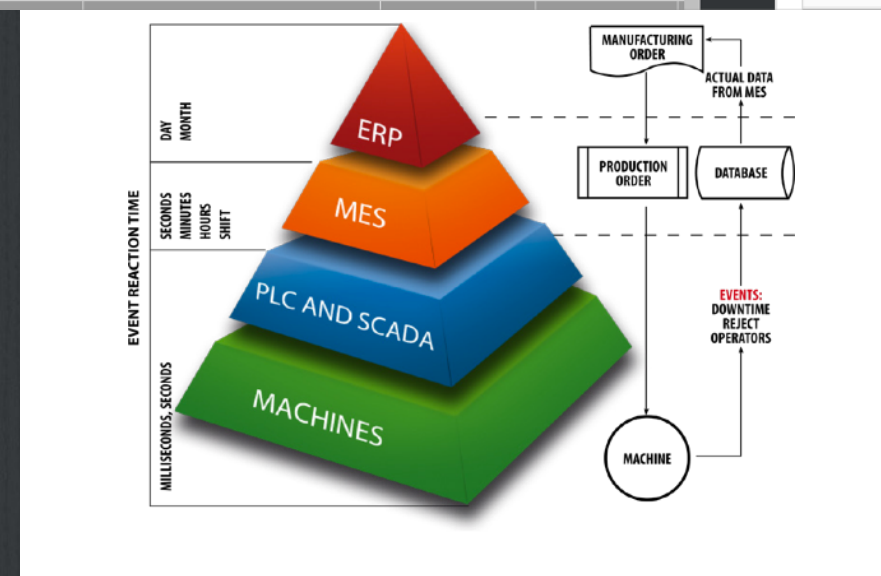 EVENT REACTION TIME
DAY
MONTH
SECONDS
MINUTES
HOURS
SHIFT
MILLISECONDS, SECONDS
ERP
MES
PLC AND SCADA
MACHINES
MANUFACTURING
ORDER
ACTUAL DATA
FROM MES
PRODUCTION
ORDER
DATABASE
EVENTS:
DOWNTIME
REJECT
OPERATORS
MACHINE